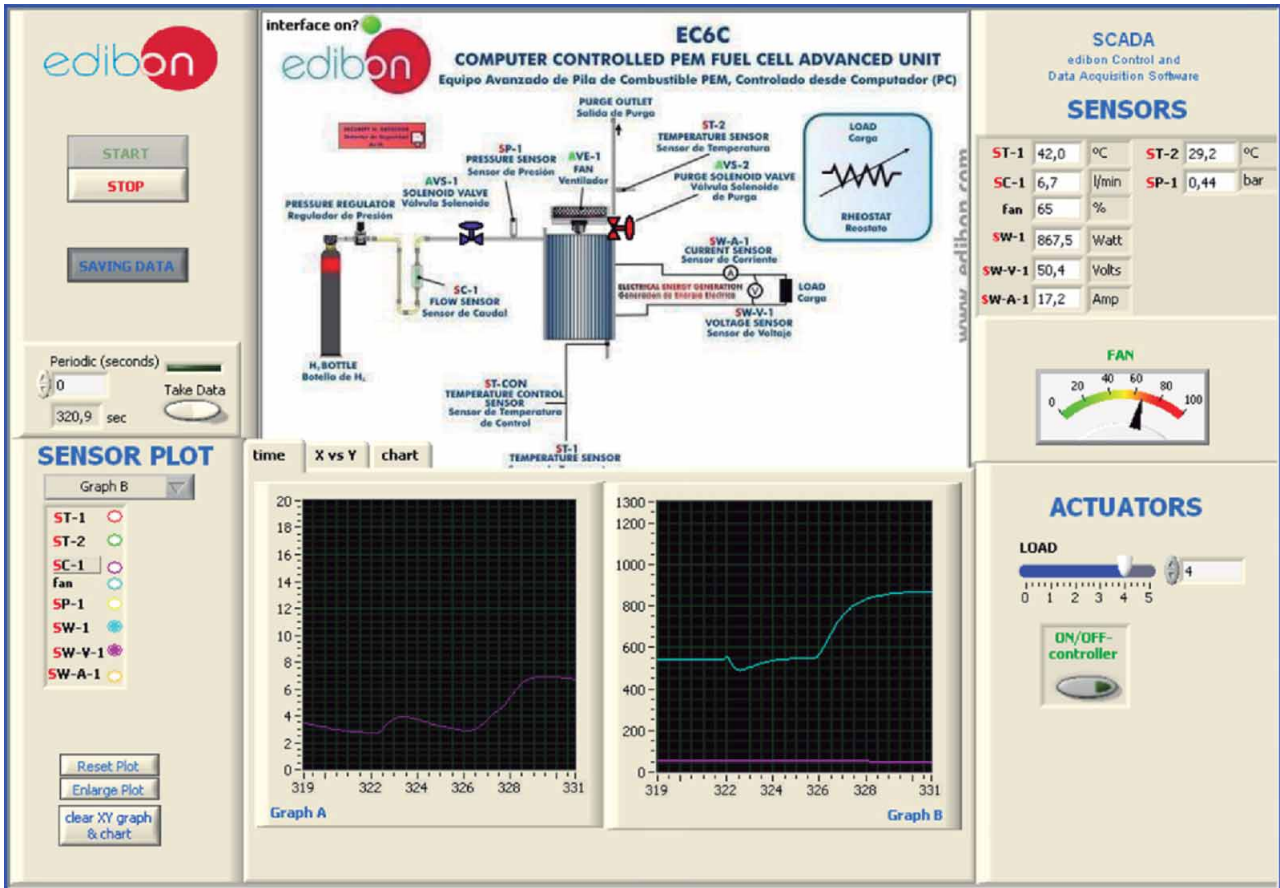 edibon
START
STOP
SAVING DATA
Periodic (seconds)
0
Take Data
320,9 sec
interface on?
edibon
EC6C
COMPUTER CONTROLLED PEM FUEL CELL ADVANCED UNIT
Equipo Avanzado de Pila de Combustible PEM, Controlado desde Computador (PC)
PURGE OUTLET
Salida de Purga
ST-2
TEMPERATURE SENSOR
Sensor de Temperatura
AVS-2
PURGE SOLENOID VALVE
Válvula Solenoide
de Purga
AVE-1
FAN
Ventilador
SP-1
PRESSURE SENSOR
Sensor de Presión
AVS-1
SOLENOID VALVE
Válvula Solenoide
PRESSURE REGULATOR
Regulador de Presión
SC-1
FLOW SENSOR
Sensor de Caudal
H₂ BOTTLE
Botella de H₂
LOAD
Carga
RHEOSTAT
Reostato
SW-A-1
CURRENT SENSOR
Sensor de Corriente
A
ELECTRICAL ENERGY GENERATION
Generación de Energía Eléctrica
V
LOAD
Carga
SW-V-1
VOLTAGE SENSOR
Sensor de Voltaje
ST-CON
TEMPERATURE CONTROL
SENSOR
Sensor de Temperatura
de Control
ST-1
TEMPERATURE SENSOR
www.edibon.com
SCADA
edibon Control and
Data Acquisition Software
SENSORS
ST-1 42,0 ºC ST-2 29,2 ºC
SC-1 6,7 l/min SP-1 0,44 bar
fan 65 %
SW-1 867,5 Watt
SW-V-1 50,4 Volts
SW-A-1 17,2 Amp
FAN
0 20 40 60 80 100
SENSOR PLOT
Graph B
ST-1
ST-2
SC-1
fan
SP-1
SW-1
SW-V-1
SW-A-1
Reset Plot
Enlarge Plot
clear XY graph
& chart
time X vs Y chart
20
18
16
14
12
10
8
6
4
2
0
319 322 324 326 328 331
Graph A
1300
1200
1000
800
600
400
200
0
319 322 324 326 328 331
Graph B
ACTUATORS
LOAD
4
0 1 2 3 4 5
ON/OFF-
controller